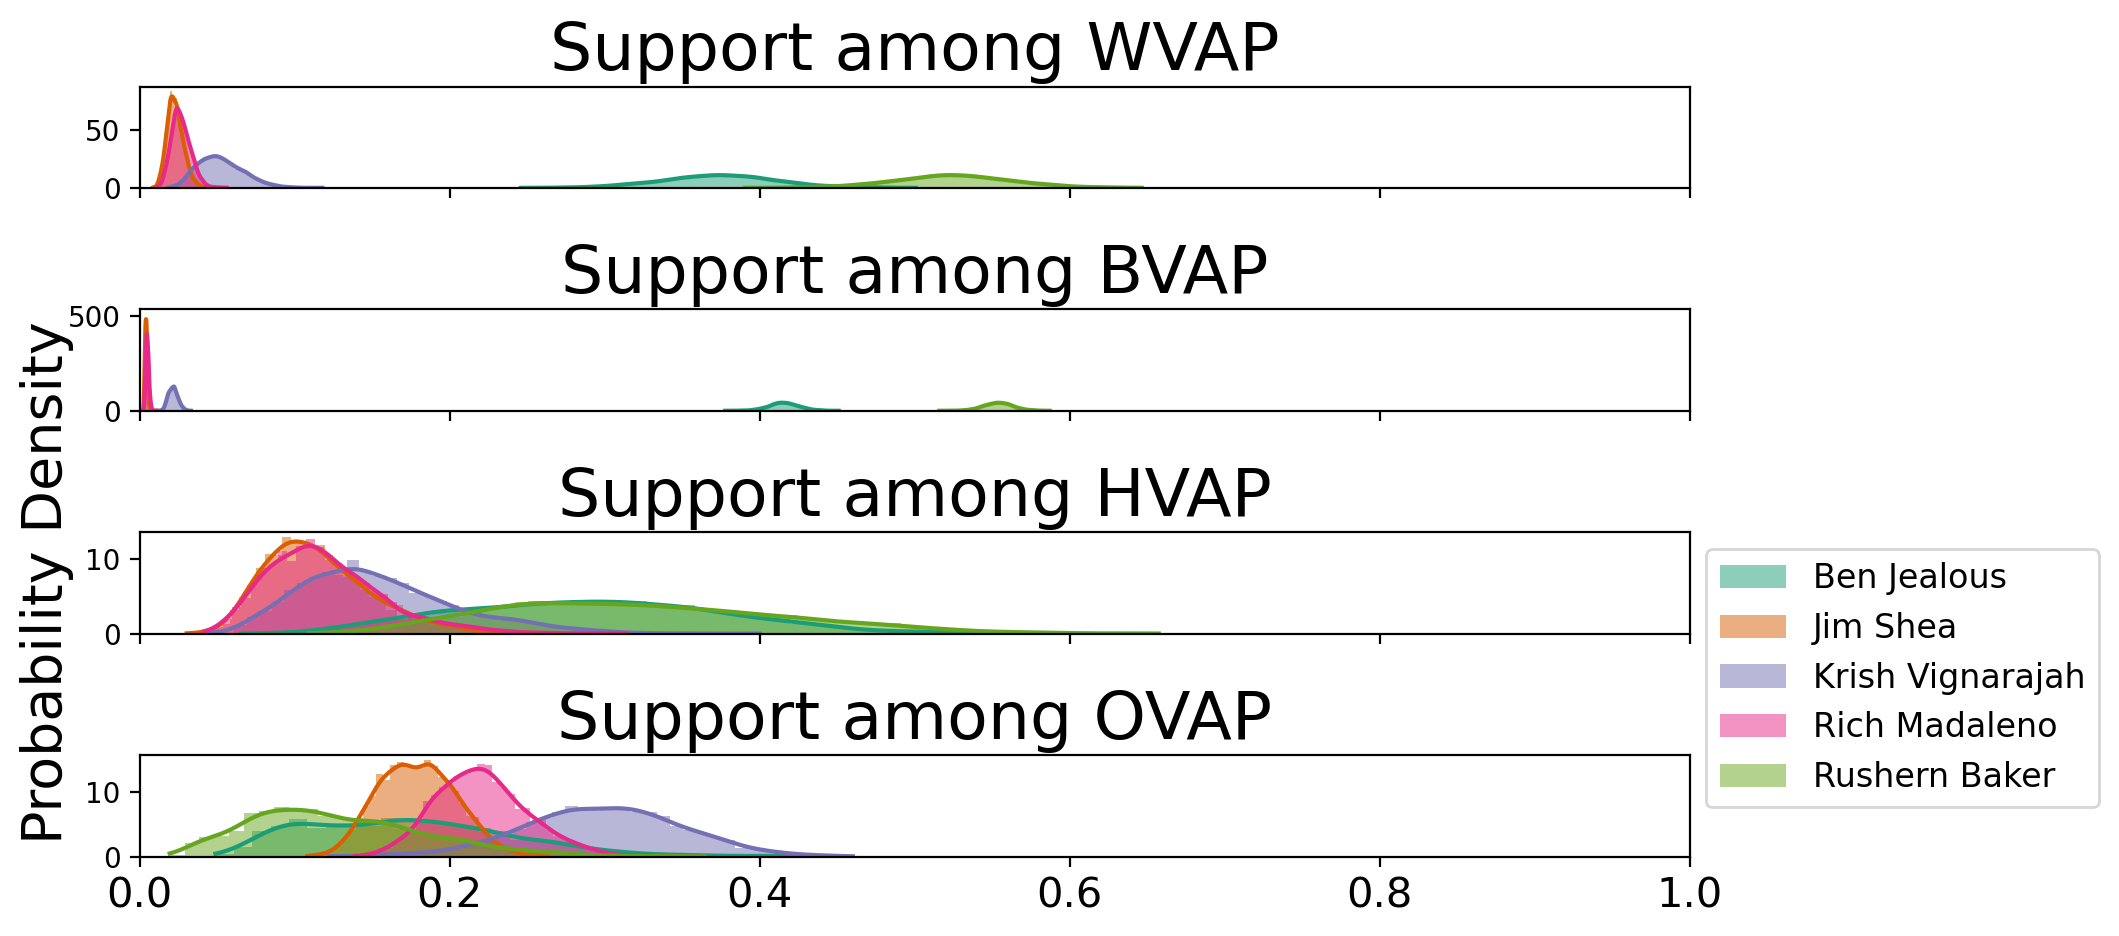 Support among WVAP
50
0
Support among BVAP
500
0
Probability Density
Support among HVAP
10
0
Ben Jealous
Jim Shea
Krish Vignarajah
Rich Madaleno
Rushern Baker
Support among OVAP
10
0
0.0 0.2 0.4 0.6 0.8 1.0